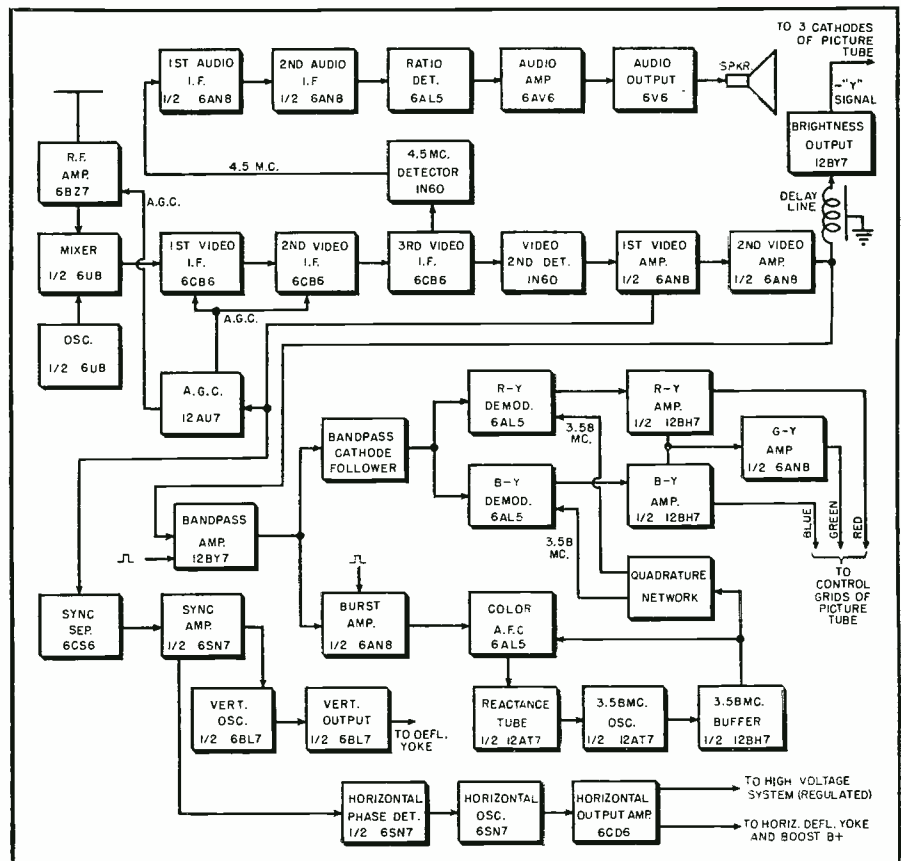 TO 3 CATHODES
OF PICTURE
TUBE
1ST AUDIO
I.F.
1/2 6AN8
2ND AUDIO
I.F
1/2 6AN8
RATIO
DET.
6AL5
AUDIO
AMP
6AV6
AUDIO
OUTPUT
6V6
SPKR.
-"Y"
SIGNAL
BRIGHTNESS
OUTPUT
12BY7
R.F.
AMP.
6BZ7
4.5 M.C.
4.5 MC.
DETECTOR
1N60
A.G.C.
DELAY
LINE
MIXER
1/2 6U8
1ST VIDEO
I.F.
6CB6
2ND VIDEO
I.F.
6CB6
3RD VIDEO
I.F.
6CB6
VIDEO
2ND DET.
1N60
1ST VIDEO
AMP.
1/2 6AN8
2ND VIDEO
AMP.
1/2 6AN8
A.G.C.
OSC.
1/2 6U8
A.G.C.
12AU7
BANDPASS
CATHODE
FOLLOWER
R-Y
DEMOD.
6AL5
R-Y
AMP.
1/2 12BH7
G-Y
AMP
1/2 6AN8
3.58
MC.
B-Y
DEMOD.
6AL5
B-Y
AMP.
1/2 12BH7
3.58
MC.
BLUE
GREEN
RED
BANDPASS
AMP.
12BY7
QUADRATURE
NETWORK
TO
CONTROL
GRIDS OF
PICTURE
TUBE
SYNC
SEP.
6CS6
SYNC
AMP.
1/2 6SN7
BURST
AMP.
1/2 6AN8
COLOR
A.F.C
6AL5
VERT.
OSC.
1/2 6BL7
VERT.
OUTPUT
1/2 6BL7
TO DEFL.
YOKE
REACTANCE
TUBE
1/2 12AT7
3.58MC.
OSC.
1/2 12AT7
3.58MC.
BUFFER
1/2 12BH7
HORIZONTAL
PHASE DET.
1/2 6SN7
HORIZONTAL
OSC.
6SN7
HORIZONTAL
OUTPUT AMP.
6CD6
TO HIGH VOLTAGE
SYSTEM (REGULATED)
TO HORIZ. DEFL. YOKE
AND BOOST B+